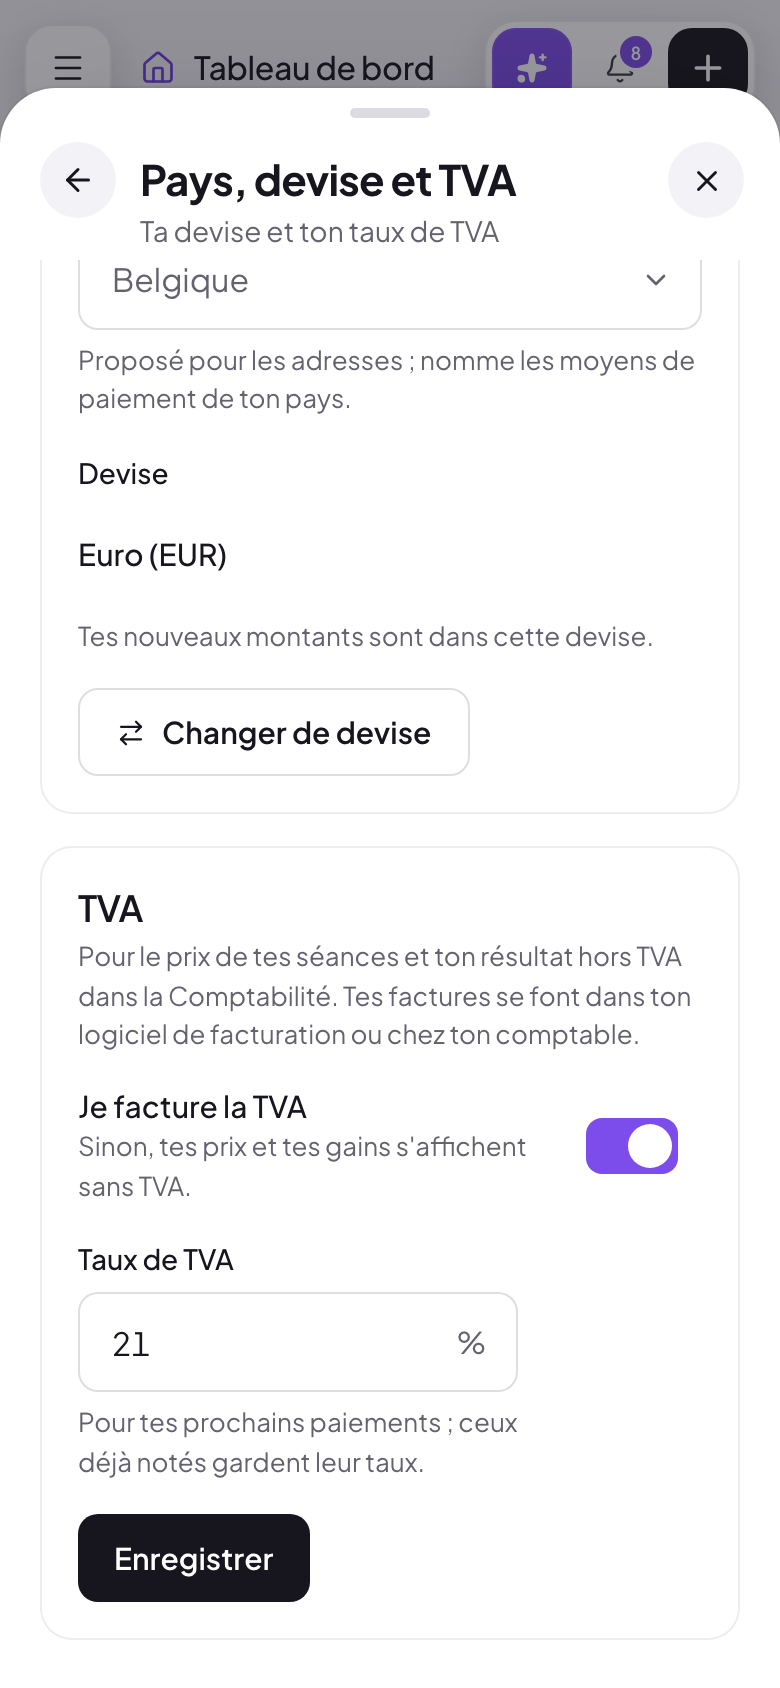 Tableau de bord
8
Pays, devise et TVA
Ta devise et ton taux de TVA
Belgique
Proposé pour les adresses ; nomme les moyens de
paiement de ton pays.
Devise
Euro (EUR)
Tes nouveaux montants sont dans cette devise.
Changer de devise
TVA
Pour le prix de tes séances et ton résultat hors TVA
dans la Comptabilité. Tes factures se font dans ton
logiciel de facturation ou chez ton comptable.
Je facture la TVA
Sinon, tes prix et tes gains s'affichent
sans TVA.
Taux de TVA
21 %
Pour tes prochains paiements ; ceux
déjà notés gardent leur taux.
Enregistrer